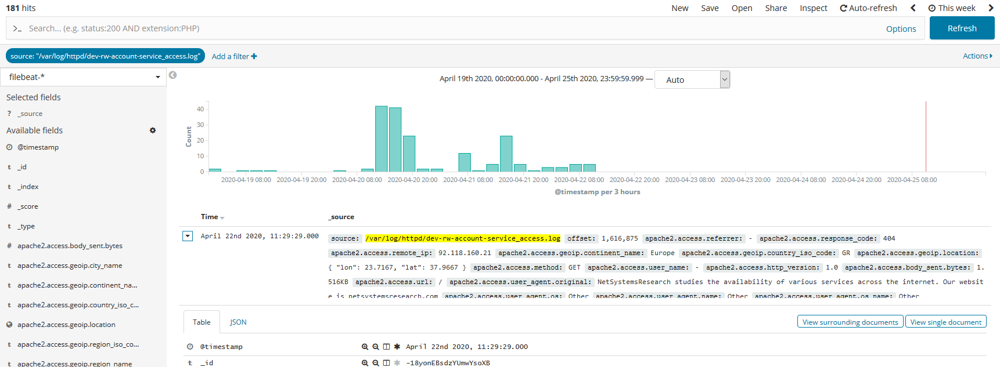 181 hits
New Save Open Share Inspect Auto-refresh This week
>_ Search... (e.g. status:200 AND extension:PHP) Options Refresh
source: "/var/log/httpd/dev-rw-account-service_access.log" Add a filter + Actions
filebeat-*
April 19th 2020, 00:00:00.000 - April 25th 2020, 23:59:59.999 — Auto
Selected fields
? _source
Available fields
@timestamp
t _id
t _index
# _score
t _type
# apache2.access.body_sent.bytes
t apache2.access.geoip.city_name
t apache2.access.geoip.continent_na...
t apache2.access.geoip.country_iso_c...
apache2.access.geoip.location
t apache2.access.geoip.region_iso_co...
t apache2.access.geoip.region_name
Count
40
30
20
10
0
2020-04-19 08:00 2020-04-19 20:00 2020-04-20 08:00 2020-04-20 20:00 2020-04-21 08:00 2020-04-21 20:00 2020-04-22 08:00 2020-04-22 20:00 2020-04-23 08:00 2020-04-23 20:00 2020-04-24 08:00 2020-04-24 20:00 2020-04-25 08:00
@timestamp per 3 hours
Time _source
April 22nd 2020, 11:29:29.000
source: /var/log/httpd/dev-rw-account-service_access.log offset: 1,616,875 apache2.access.referrer: - apache2.access.response_code: 404
apache2.access.remote_ip: 92.118.160.21 apache2.access.geoip.continent_name: Europe apache2.access.geoip.country_iso_code: GR apache2.access.geoip.location:
{ "lon": 23.7167, "lat": 37.9667 } apache2.access.method: GET apache2.access.user_name: - apache2.access.http_version: 1.0 apache2.access.body_sent.bytes: 1.
516KB apache2.access.url: / apache2.access.user_agent.original: NetSystemsResearch studies the availability of various services across the internet. Our websit
e is netsystemsresearch.com apache2.access.user_agent.os: Other apache2.access.user_agent.name: Other apache2.access.user_agent.os_name: Other
Table JSON View surrounding documents View single document
@timestamp April 22nd 2020, 11:29:29.000
t _id -18yonEBsdzYUmwYsoXB